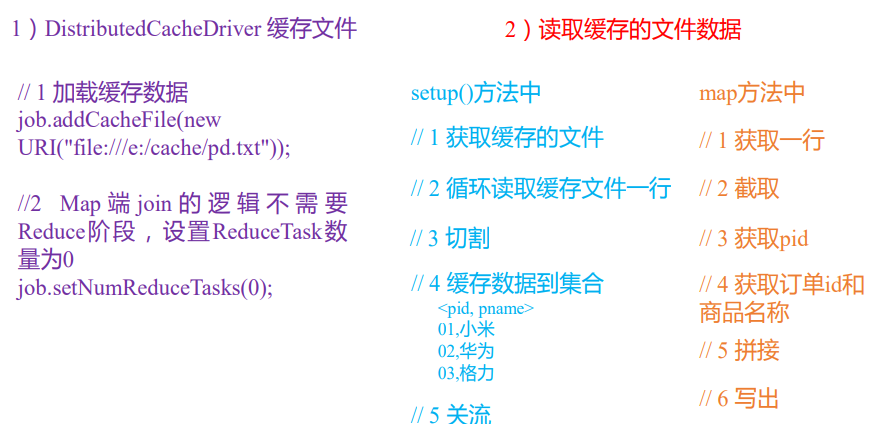 1）DistributedCacheDriver 缓存文件
// 1 加载缓存数据
job.addCacheFile(new
URI("file:///e:/cache/pd.txt"));
//2 Map 端 join 的逻辑不需要
Reduce阶段，设置ReduceTask数
量为0
job.setNumReduceTasks(0);
2）读取缓存的文件数据
setup()方法中
// 1 获取缓存的文件
// 2 循环读取缓存文件一行
// 3 切割
// 4 缓存数据到集合
<pid, pname>
01,小米
02,华为
03,格力
// 5 关流
map方法中
// 1 获取一行
// 2 截取
// 3 获取pid
// 4 获取订单id和
商品名称
// 5 拼接
// 6 写出